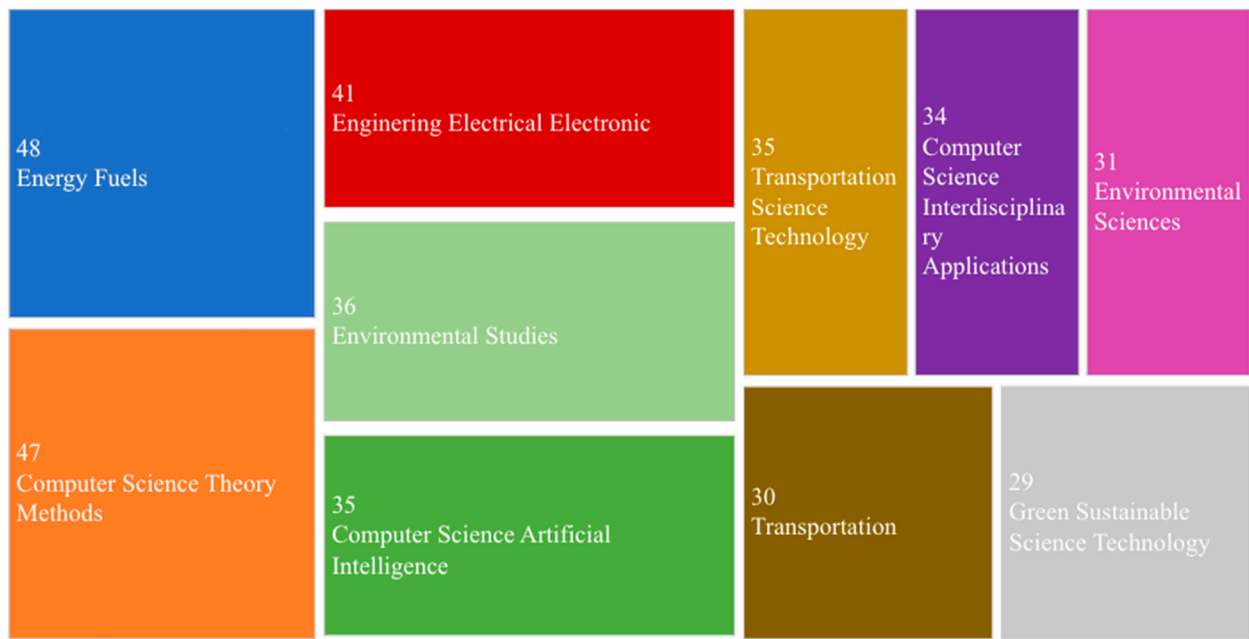 48
Energy Fuels
47
Computer Science Theory
Methods
41
Enginering Electrical Electronic
36
Environmental Studies
35
Computer Science Artificial
Intelligence
35
Transportation
Science
Technology
34
Computer
Science
Interdisciplina
ry
Applications
31
Environmental
Sciences
30
Transportation
29
Green Sustainable
Science Technology